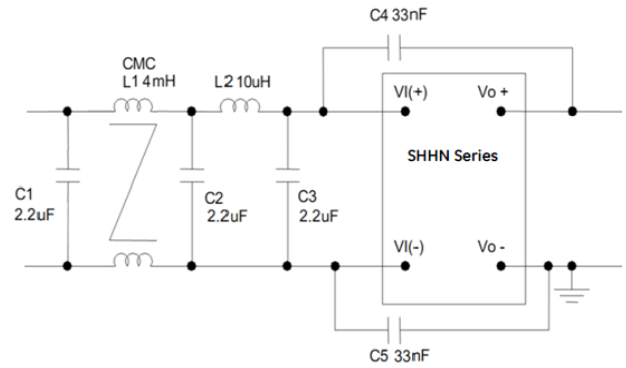 C4 33nF
CMC
L1 4mH
L2 10uH
VI(+)
Vo +
SHHN Series
C1
2.2uF
C2
2.2uF
C3
2.2uF
VI(-)
Vo -
C5 33nF